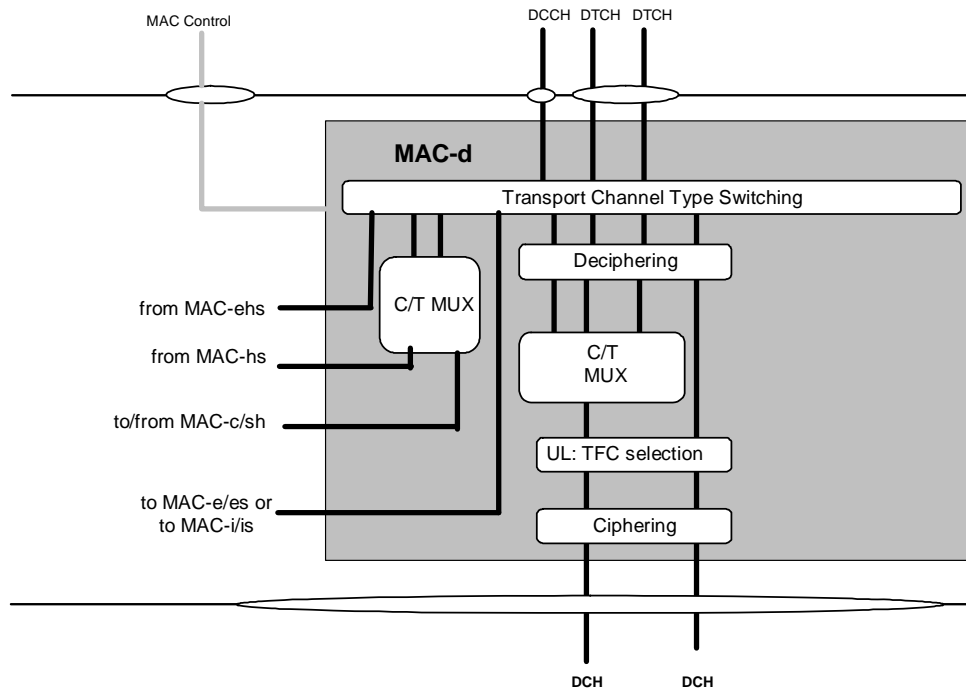 MAC Control
DCCH DTCH DTCH
MAC-d
Transport Channel Type Switching
Deciphering
from MAC-ehs
C/T MUX
from MAC-hs
C/T
MUX
to/from MAC-c/sh
UL: TFC selection
to MAC-e/es or
to MAC-i/is
Ciphering
DCH
DCH